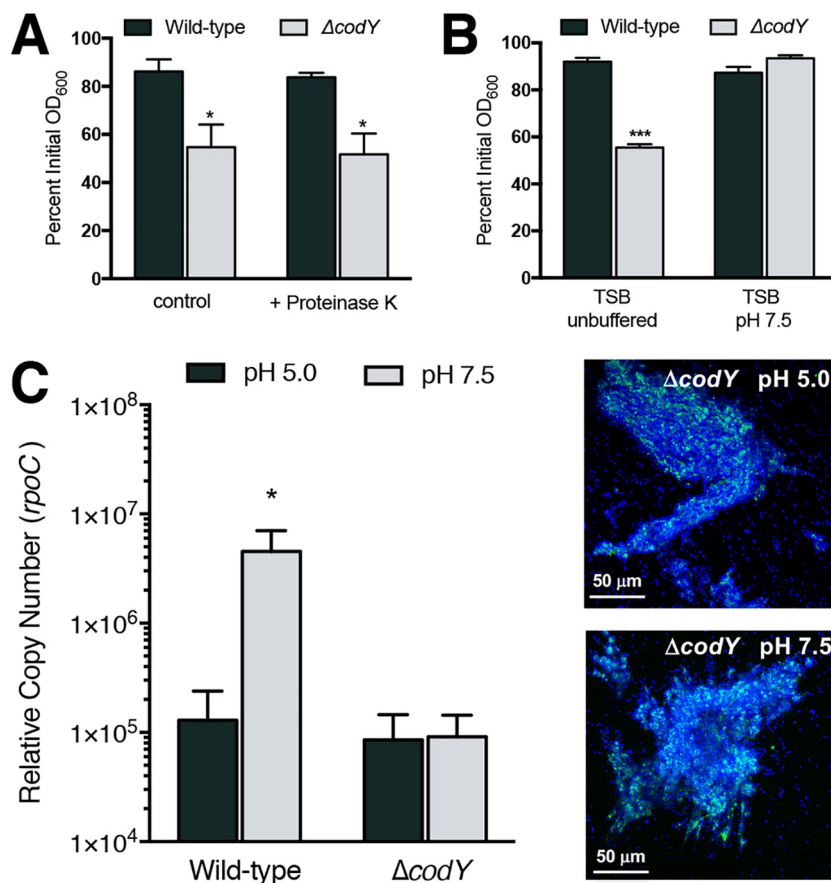 A
Wild-type ΔcodY
Percent Initial OD600
100
80
60
40
20
0
*
*
control
+ Proteinase K
B
Wild-type ΔcodY
Percent Initial OD600
100
80
60
40
20
0
***
TSB
unbuffered
TSB
pH 7.5
C
pH 5.0 pH 7.5
Relative Copy Number (rpoC)
1×10^8
1×10^7
1×10^6
1×10^5
1×10^4
*
Wild-type
ΔcodY
ΔcodY pH 5.0
50 µm
ΔcodY pH 7.5
50 µm